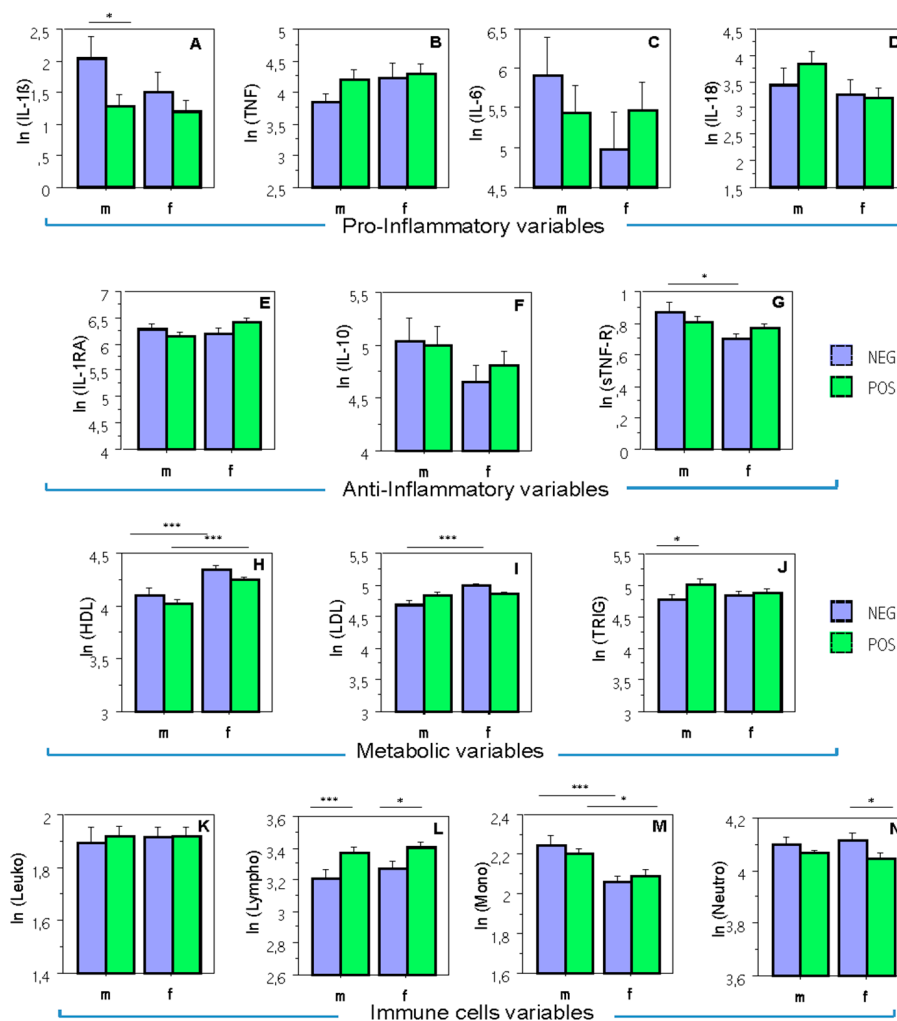 *
2,5
2
1,5
1
,5
0
ln (IL-1ß)
A
m f
5
4,5
4
3,5
3
2,5
ln (TNF)
B
m f
6,5
6
5,5
5
4,5
ln (IL-6)
C
m f
5
4,5
4
3,5
3
2,5
2
1,5
ln (IL-18)
D
m f
Pro-Inflammatory variables
7
6,5
6
5,5
5
4,5
4
ln (IL-1RA)
E
m f
5,5
5
4,5
4
ln (IL-10)
F
m f
*
1
,8
,6
,4
,2
0
ln (sTNF-R)
G
m f
NEG
POS
Anti-Inflammatory variables
***
***
4,5
4
3,5
3
ln (HDL)
H
m f
***
5,5
5
4,5
4
3,5
3
ln (LDL)
I
m f
*
5,5
5
4,5
4
3,5
3
ln (TRIG)
J
m f
NEG
POS
Metabolic variables
2
1,8
1,6
1,4
ln (Leuko)
K
m f
*** *
3,6
3,4
3,2
3
2,8
2,6
ln (Lympho)
L
m f
***
*
2,4
2,2
2
1,8
1,6
ln (Mono)
M
m f
*
4,2
4
3,8
3,6
ln (Neutro)
N
m f
Immune cells variables